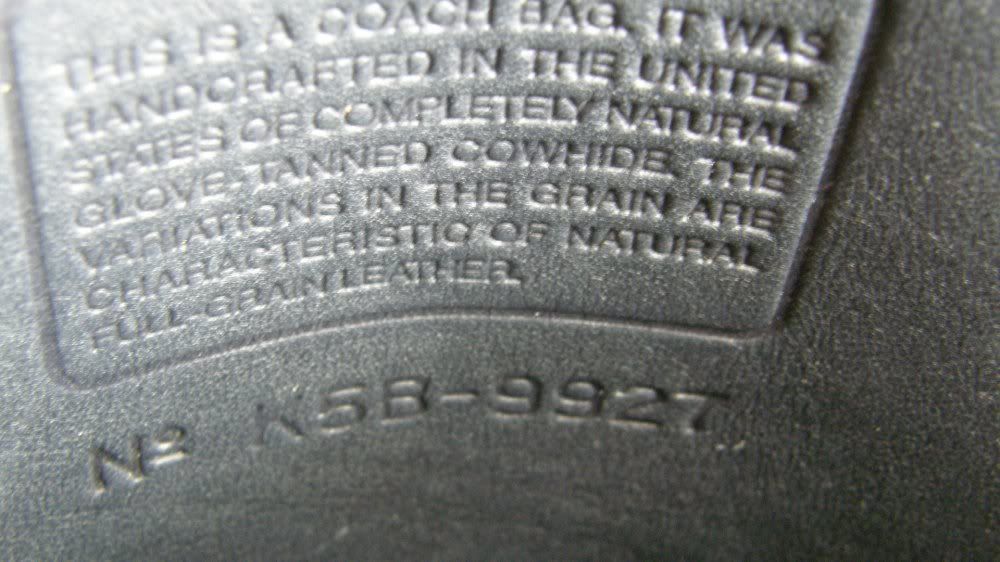 THIS IS A COACH BAG. IT WAS
HANDCRAFTED IN THE UNITED
STATES OF COMPLETELY NATURAL
GLOVE-TANNED COWHIDE. THE
VARIATIONS IN THE GRAIN ARE
CHARACTERISTIC OF NATURAL
FULL-GRAIN LEATHER.
Nº K5B-9927